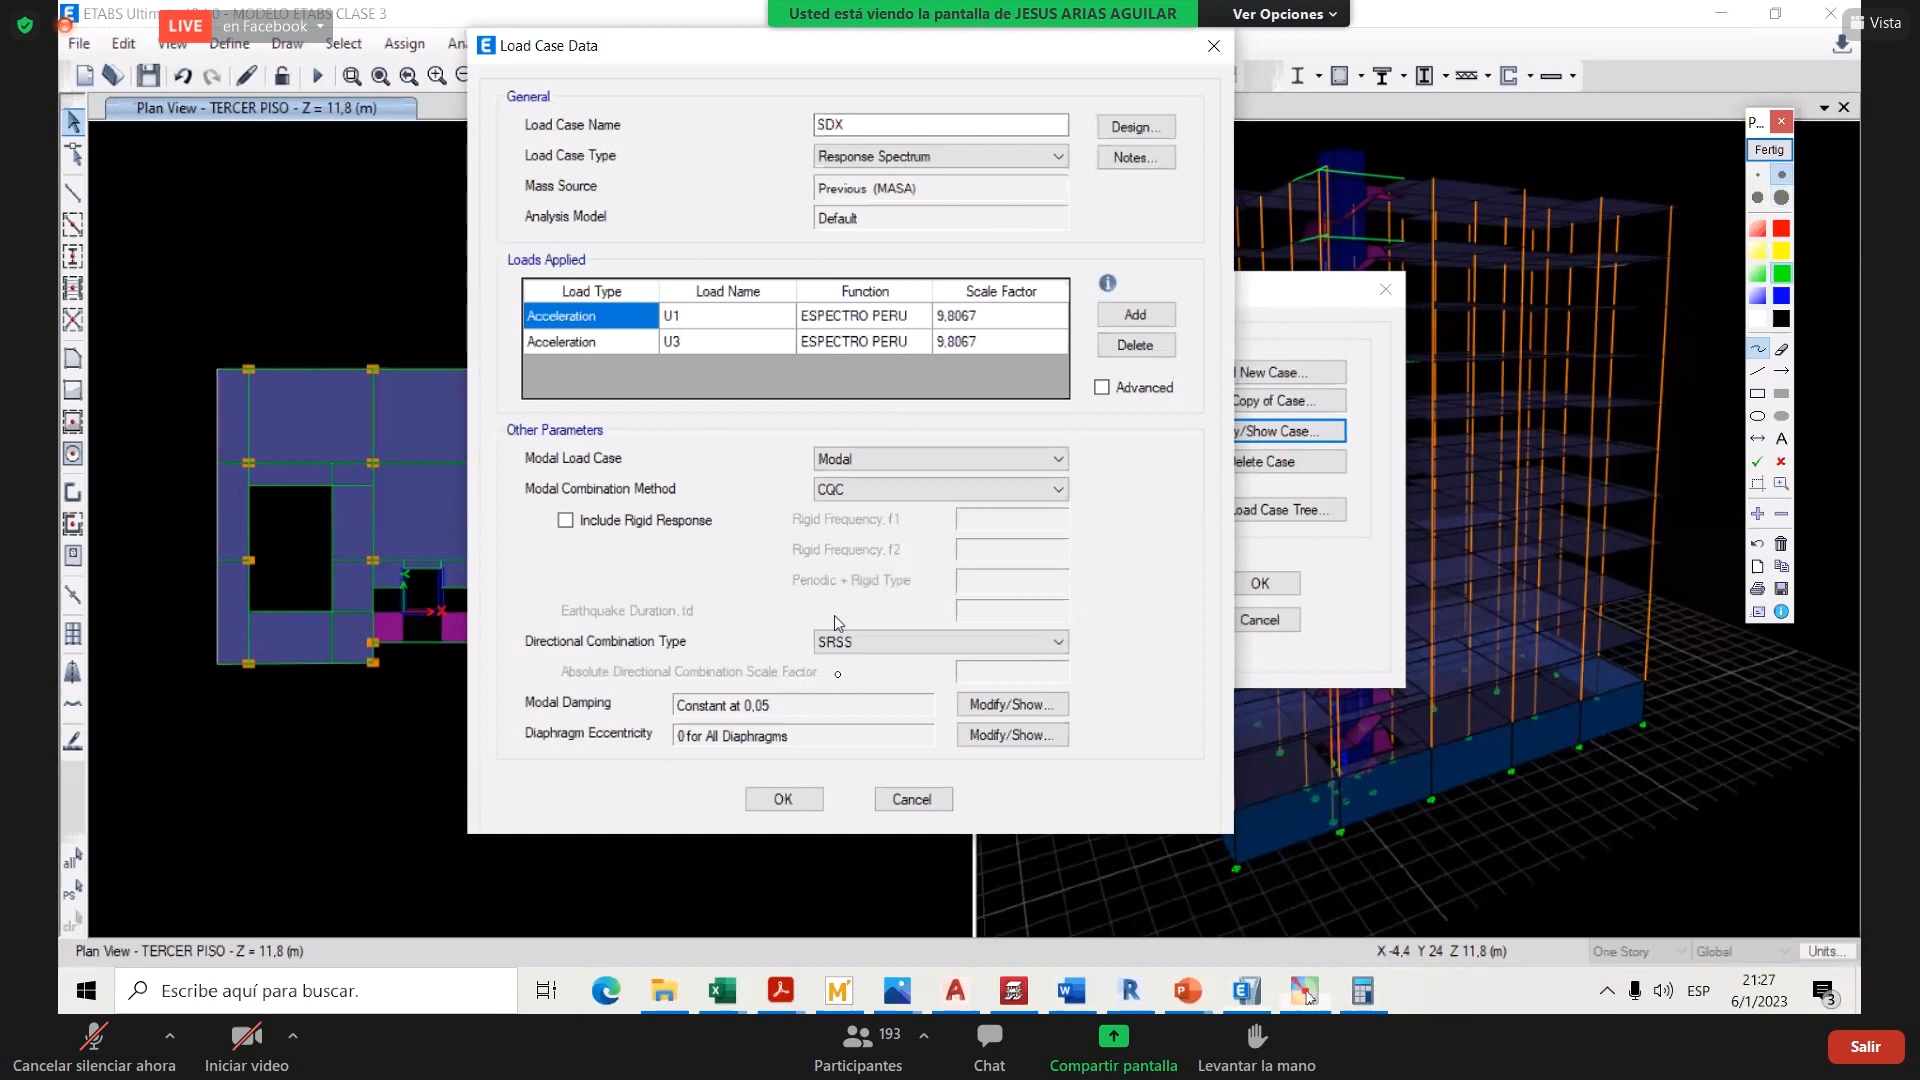 ETABS Ultim
0 - MODELO ETABS CLASE 3
LIVE
en Facebook
Usted está viendo la pantalla de JESUS ARIAS AGUILAR
Ver Opciones
Vista
File Edit View Define Draw Select Assign An
Plan View - TERCER PISO - Z = 11,8 (m)
Load Case Data
General
Load Case Name SDX Design...
Load Case Type Response Spectrum Notes...
Mass Source Previous (MASA)
Analysis Model Default
Loads Applied
Load Type Load Name Function Scale Factor
Acceleration U1 ESPECTRO PERU 9,8067 Add
Acceleration U3 ESPECTRO PERU 9,8067 Delete
Advanced
Other Parameters
Modal Load Case Modal
Modal Combination Method CQC
Include Rigid Response Rigid Frequency, f1
Rigid Frequency, f2
Periodic + Rigid Type
Earthquake Duration, td
Directional Combination Type SRSS
Absolute Directional Combination Scale Factor
Modal Damping Constant at 0,05 Modify/Show...
Diaphragm Eccentricity 0 for All Diaphragms Modify/Show...
OK Cancel
New Case...
Copy of Case...
y/Show Case...
elete Case
oad Case Tree...
OK
Cancel
P...
Fertig
A
all
PS
dr
X
Plan View - TERCER PISO - Z = 11,8 (m)
X -4,4 Y 24 Z 11,8 (m)
One Story Global Units...
Escribe aquí para buscar.
ESP
21:27
6/1/2023
3
Cancelar silenciar ahora
Iniciar video
193
Participantes
Chat
Compartir pantalla
Levantar la mano
Salir